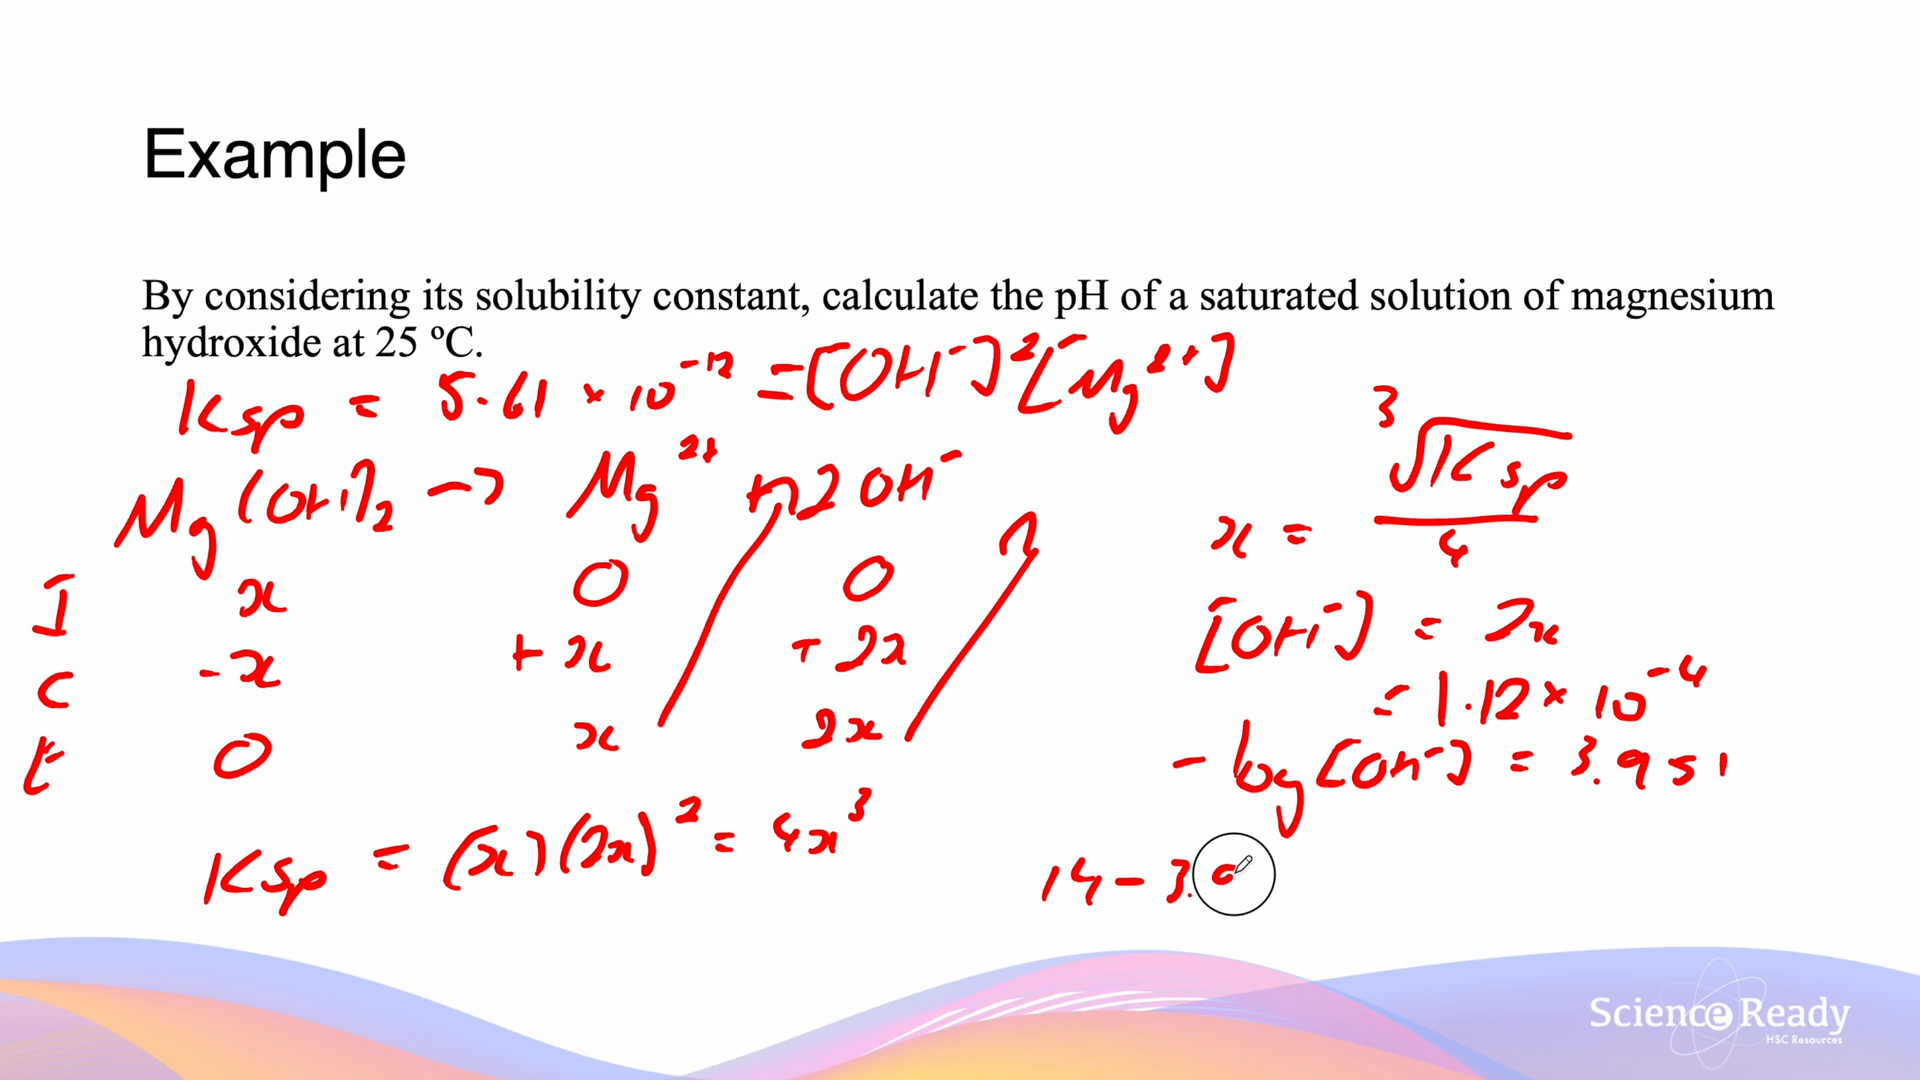 Example
By considering its solubility constant, calculate the pH of a saturated solution of magnesium
hydroxide at 25 ºC.
Ksp = 5.61 × 10⁻¹² = [OH⁻]²[Mg²⁺]
Mg(OH)₂ → Mg²⁺ + 2OH⁻
I x 0 0
C -x +x +2x
E 0 x 2x
Ksp = (x)(2x)² = 4x³
x = ³√Ksp / 4
[OH⁻] = 2x
= 1.12 × 10⁻⁴
-log[OH⁻] = 3.951
14 - 3.
Science Ready
HSC Resources